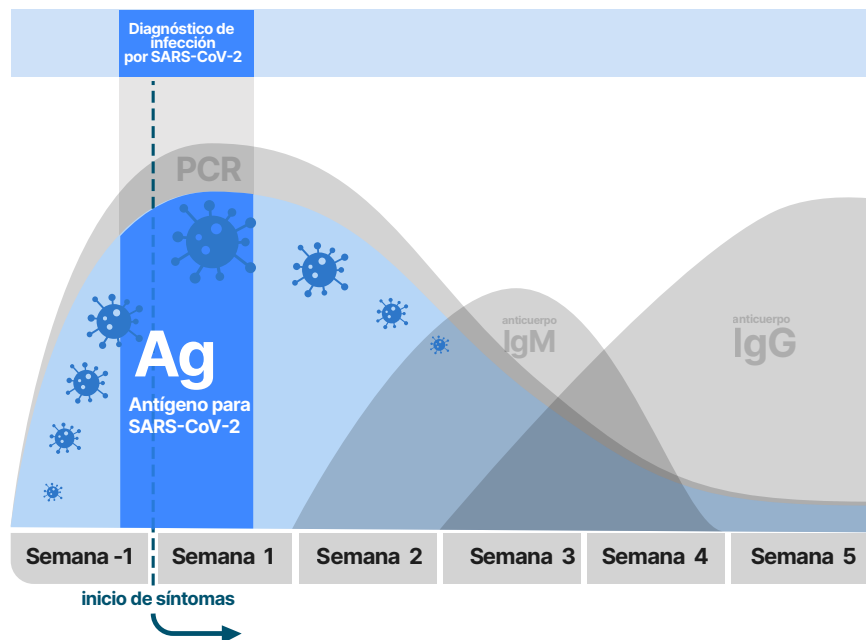 Diagnóstico de
infección
por SARS-CoV-2
PCR
Ag
Antígeno para
SARS-CoV-2
anticuerpo
IgM
anticuerpo
IgG
Semana -1
Semana 1
Semana 2
Semana 3
Semana 4
Semana 5
inicio de síntomas